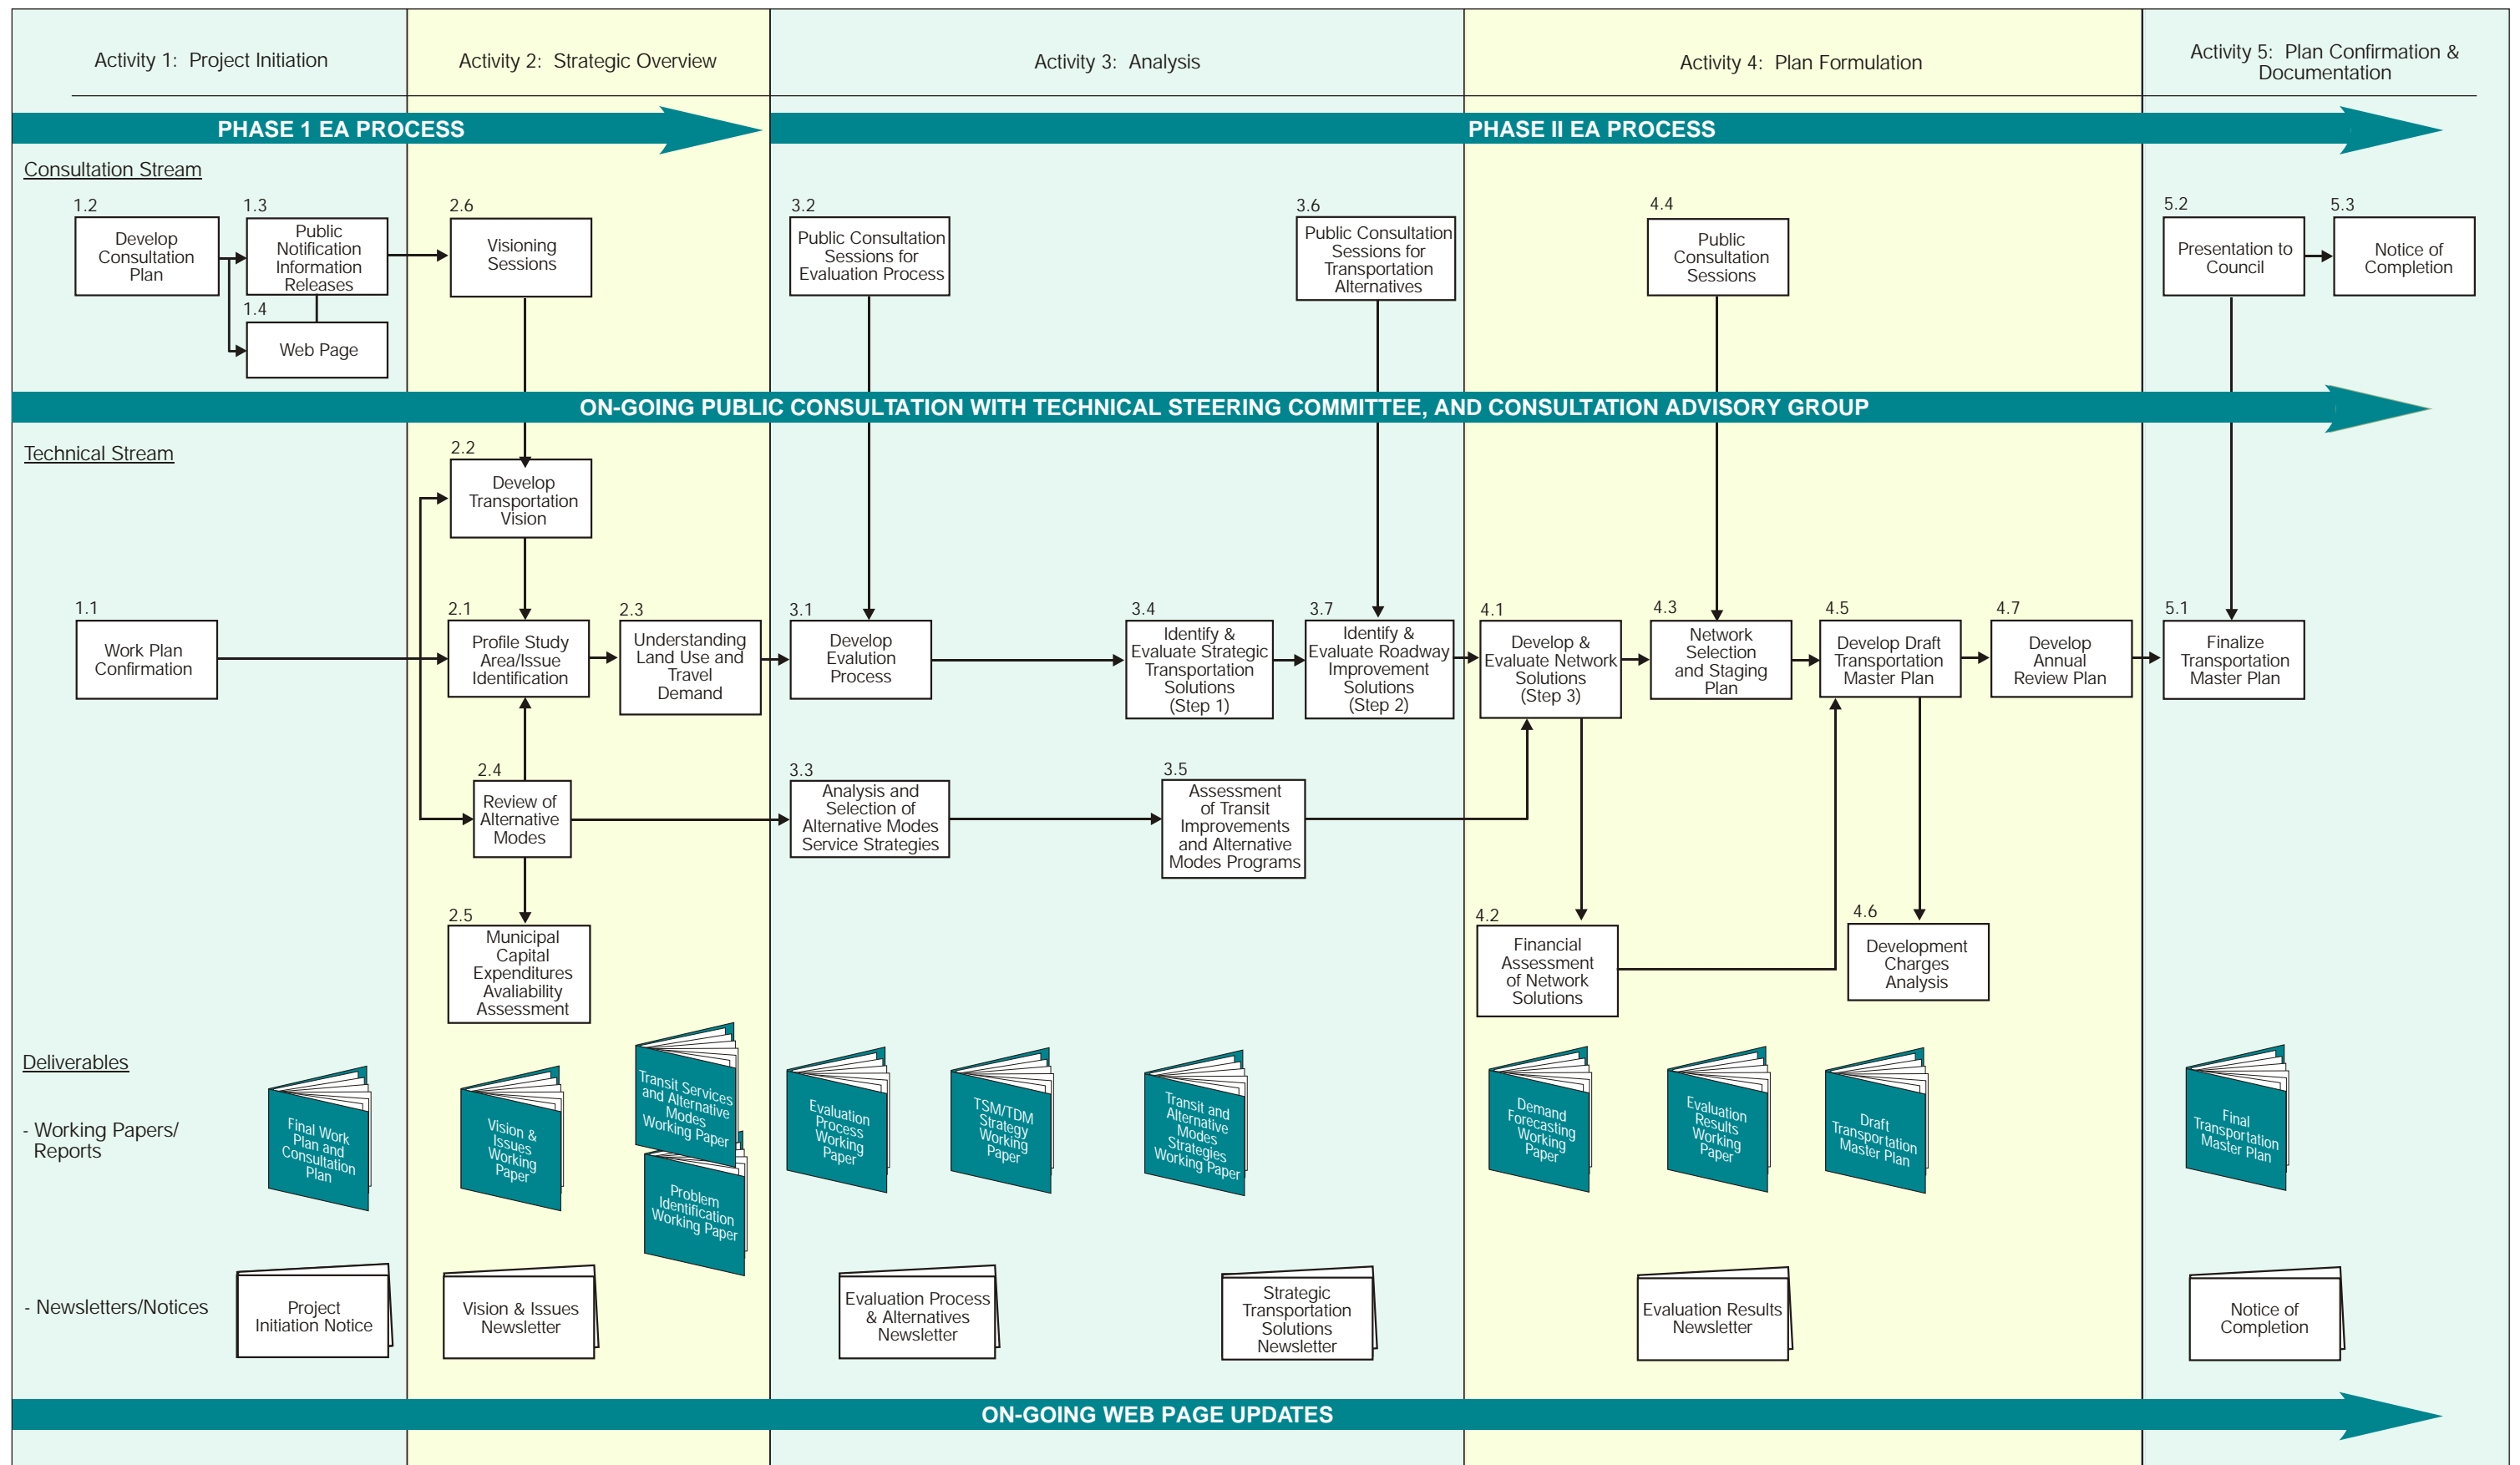 Activity 1:  Project Initiation
Activity 2:  Strategic Overview
Activity 3:  Analysis
Activity 4:  Plan Formulation
Activity 5:  Plan Confirmation &
Documentation
PHASE 1 EA PROCESS
PHASE II EA PROCESS
Consultation Stream
1.2
Develop
Consultation
Plan
1.3
Public
Notification
Information
Releases
1.4
Web Page
2.6
Visioning
Sessions
3.2
Public Consultation
Sessions for
Evaluation Process
3.6
Public Consultation
Sessions for
Transportation
Alternatives
4.4
Public
Consultation
Sessions
5.2
Presentation to
Council
5.3
Notice of
Completion
ON-GOING PUBLIC CONSULTATION WITH TECHNICAL STEERING COMMITTEE, AND CONSULTATION ADVISORY GROUP
Technical Stream
2.2
Develop
Transportation
Vision
1.1
Work Plan
Confirmation
2.1
Profile Study
Area/Issue
Identification
2.3
Understanding
Land Use and
Travel
Demand
3.1
Develop
Evalution
Process
3.4
Identify &
Evaluate Strategic
Transportation
Solutions
(Step 1)
3.7
Identify &
Evaluate Roadway
Improvement
Solutions
(Step 2)
4.1
Develop &
Evaluate Network
Solutions
(Step 3)
4.3
Network
Selection
and Staging
Plan
4.5
Develop Draft
Transportation
Master Plan
4.7
Develop
Annual
Review Plan
5.1
Finalize
Transportation
Master Plan
2.4
Review of
Alternative
Modes
3.3
Analysis and
Selection of
Alternative Modes
Service Strategies
3.5
Assessment
of Transit
Improvements
and Alternative
Modes Programs
2.5
Municipal
Capital
Expenditures
Avaliability
Assessment
4.2
Financial
Assessment
of Network
Solutions
4.6
Development
Charges
Analysis
Deliverables
- Working Papers/
Reports
Final Work
Plan and
Consultation
Plan
Vision &
Issues
Working
Paper
Transit Services
and Alternative
Modes
Working Paper
Problem
Identification
Working Paper
Evaluation
Process
Working
Paper
TSM/TDM
Strategy
Working
Paper
Transit and
Alternative
Modes
Strategies
Working Paper
Demand
Forecasting
Working
Paper
Evaluation
Results
Working
Paper
Draft
Transportation
Master Plan
Final
Transportation
Master Plan
- Newsletters/Notices
Project
Initiation Notice
Vision & Issues
Newsletter
Evaluation Process
& Alternatives
Newsletter
Strategic
Transportation
Solutions
Newsletter
Evaluation Results
Newsletter
Notice of
Completion
ON-GOING WEB PAGE UPDATES